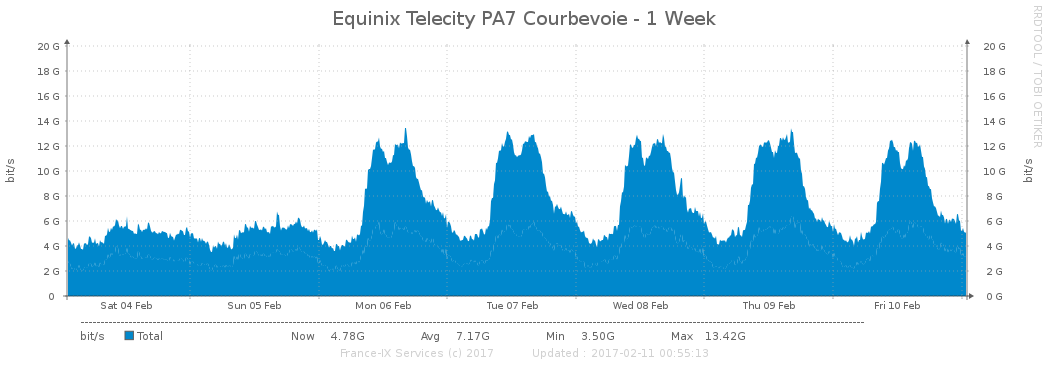 Equinix Telecity PA7 Courbevoie - 1 Week
RRDTOOL / TOBI OETIKER
bit/s
20 G 20 G
18 G 18 G
16 G 16 G
14 G 14 G
12 G 12 G
10 G 10 G
8 G 8 G
6 G 6 G
4 G 4 G
2 G 2 G
0 0 G
bit/s
Sat 04 Feb Sun 05 Feb Mon 06 Feb Tue 07 Feb Wed 08 Feb Thu 09 Feb Fri 10 Feb
bit/s Total Now 4.78G Avg 7.17G Min 3.50G Max 13.42G
France-IX Services (c) 2017 Updated : 2017-02-11 00:55:13